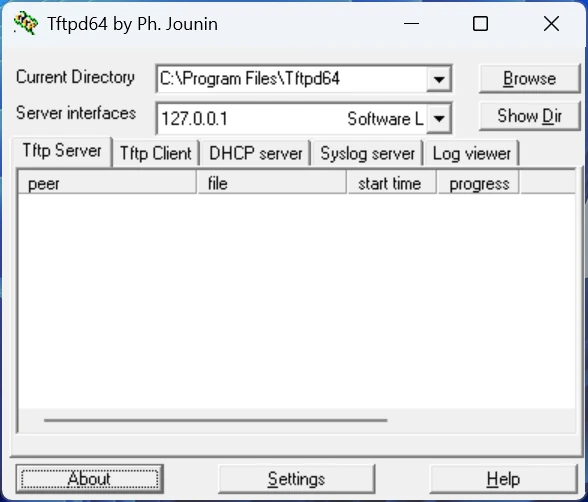 Tftpd64 by Ph. Jounin
Current Directory C:\Program Files\Tftpd64 Browse
Server interfaces 127.0.0.1 Software L Show Dir
Tftp Server Tftp Client DHCP server Syslog server Log viewer
peer file start time progress
About Settings Help